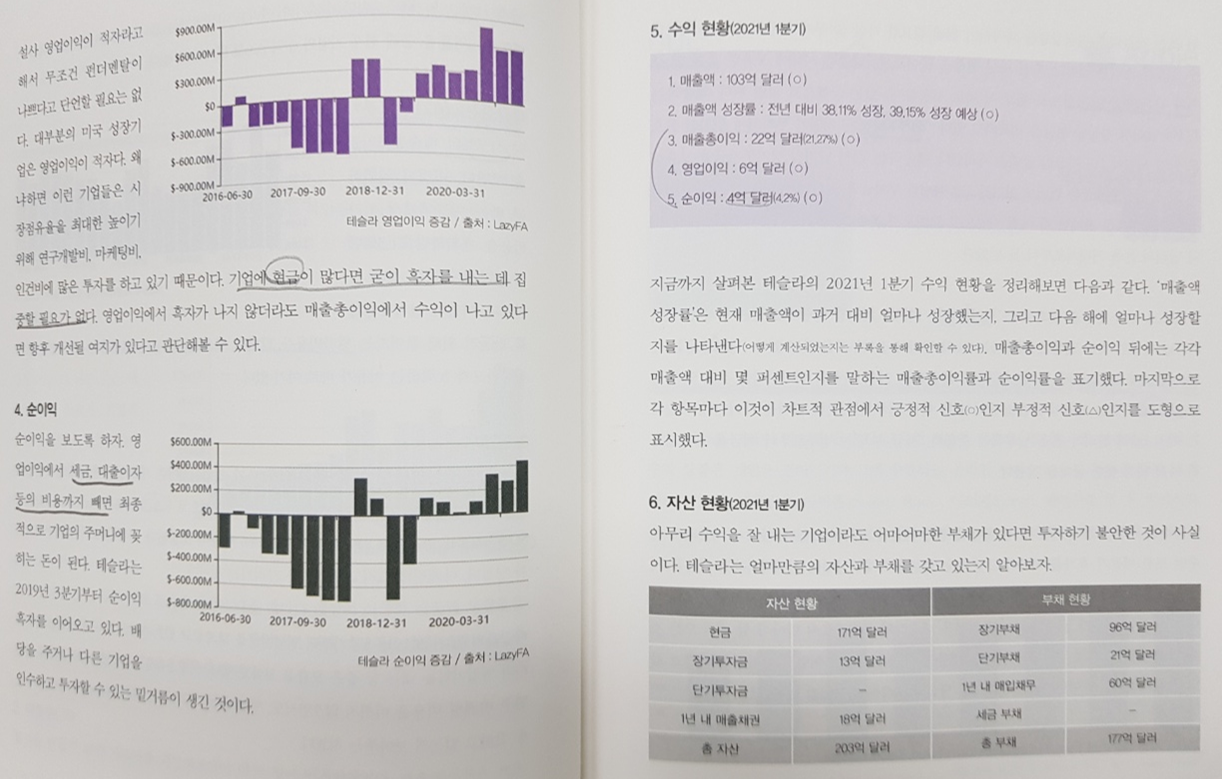 설사 영업이익이 적자라고
해서 무조건 펀더멘탈이
나쁘다고 단언할 필요는 없
다. 대부분의 미국 성장기
업은 영업이익이 적자다. 왜
냐하면 이런 기업들은 시
장점유율을 최대한 높이기
위해 연구개발비, 마케팅비,
인건비에 많은 투자를 하고 있기 때문이다. 기업에 현금이 많다면 굳이 흑자를 내는 데 집
중할 필요가 없다. 영업이익에서 흑자가 나지 않더라도 매출총이익에서 수익이 나고 있다
면 향후 개선될 여지가 있다고 판단해볼 수 있다.
$900.00M
$600.00M
$300.00M
$0
$-300.00M
$-600.00M
$-900.00M
2016-06-30 2017-09-30 2018-12-31 2020-03-31
테슬라 영업이익 증감 / 출처 : LazyFA
4. 순이익
순이익을 보도록 하자. 영
업이익에서 세금, 대출이자
등의 비용까지 빼면 최종
적으로 기업의 주머니에 꽂
히는 돈이 된다. 테슬라는
2019년 3분기부터 순이익
흑자를 이어오고 있다. 배
당을 주거나 다른 기업을
인수하고 투자할 수 있는 밑거름이 생긴 것이다.
$600.00M
$400.00M
$200.00M
$0
$-200.00M
$-400.00M
$-600.00M
$-800.00M
2016-06-30 2017-09-30 2018-12-31 2020-03-31
테슬라 순이익 증감 / 출처 : LazyFA
5. 수익 현황(2021년 1분기)
1. 매출액 : 103억 달러 (○)
2. 매출액 성장률 : 전년 대비 38.11% 성장, 39.15% 성장 예상 (○)
3. 매출총이익 : 22억 달러(21.27%) (○)
4. 영업이익 : 6억 달러 (○)
5. 순이익 : 4억 달러(4.2%) (○)
지금까지 살펴본 테슬라의 2021년 1분기 수익 현황을 정리해보면 다음과 같다. '매출액
성장률'은 현재 매출액이 과거 대비 얼마나 성장했는지, 그리고 다음 해에 얼마나 성장할
지를 나타낸다(어떻게 계산되었는지는 부록을 통해 확인할 수 있다). 매출총이익과 순이익 뒤에는 각각
매출액 대비 몇 퍼센트인지를 말하는 매출총이익률과 순이익률을 표기했다. 마지막으로
각 항목마다 이것이 차트적 관점에서 긍정적 신호(○)인지 부정적 신호(△)인지를 도형으로
표시했다.
6. 자산 현황(2021년 1분기)
아무리 수익을 잘 내는 기업이라도 어마어마한 부채가 있다면 투자하기 불안한 것이 사실
이다. 테슬라는 얼마만큼의 자산과 부채를 갖고 있는지 알아보자.
자산 현황 부채 현황
현금 171억 달러 장기부채 96억 달러
장기투자금 13억 달러 단기부채 21억 달러
단기투자금 – 1년 내 매입채무 60억 달러
1년 내 매출채권 18억 달러 세금 부채 –
총 자산 203억 달러 총 부채 177억 달러